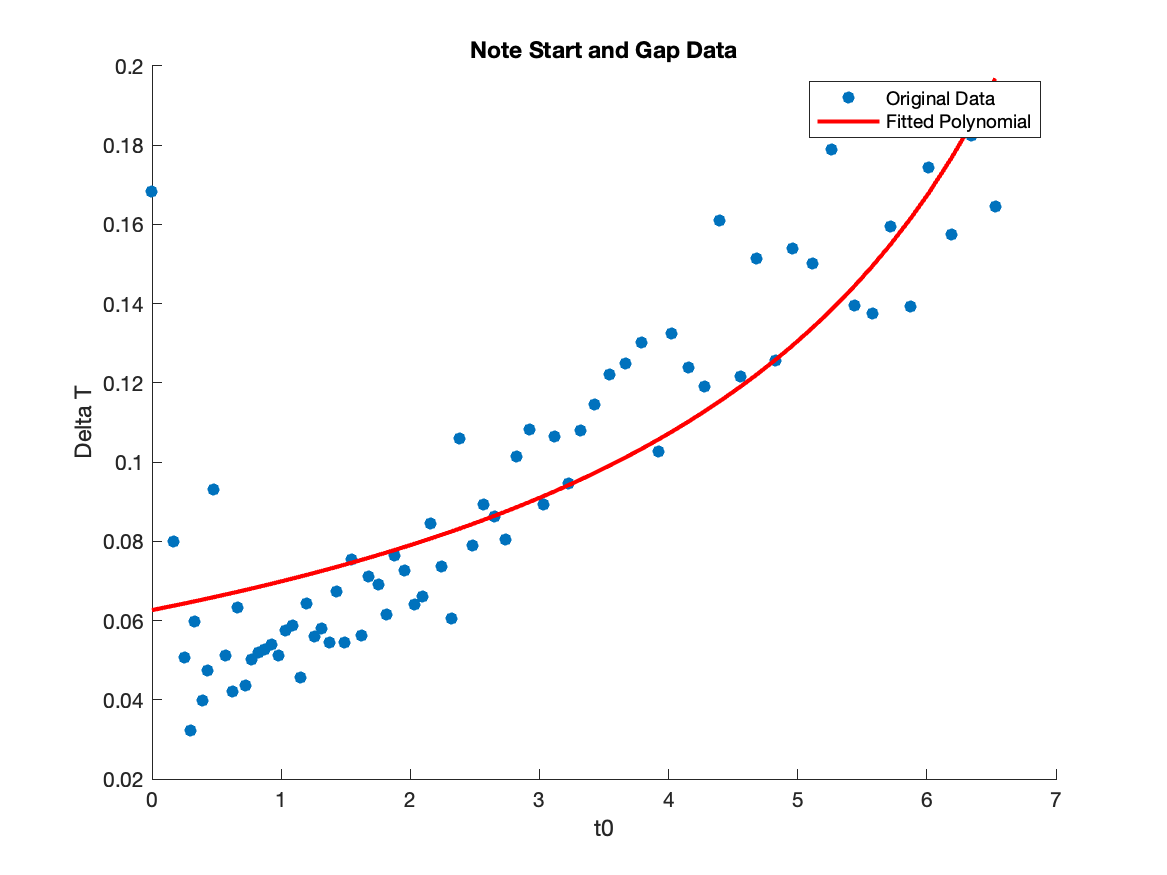 Note Start and Gap Data
Original Data
Fitted Polynomial
0.2
0.18
0.16
0.14
0.12
0.1
0.08
0.06
0.04
0.02
Delta T
0 1 2 3 4 5 6 7
t0